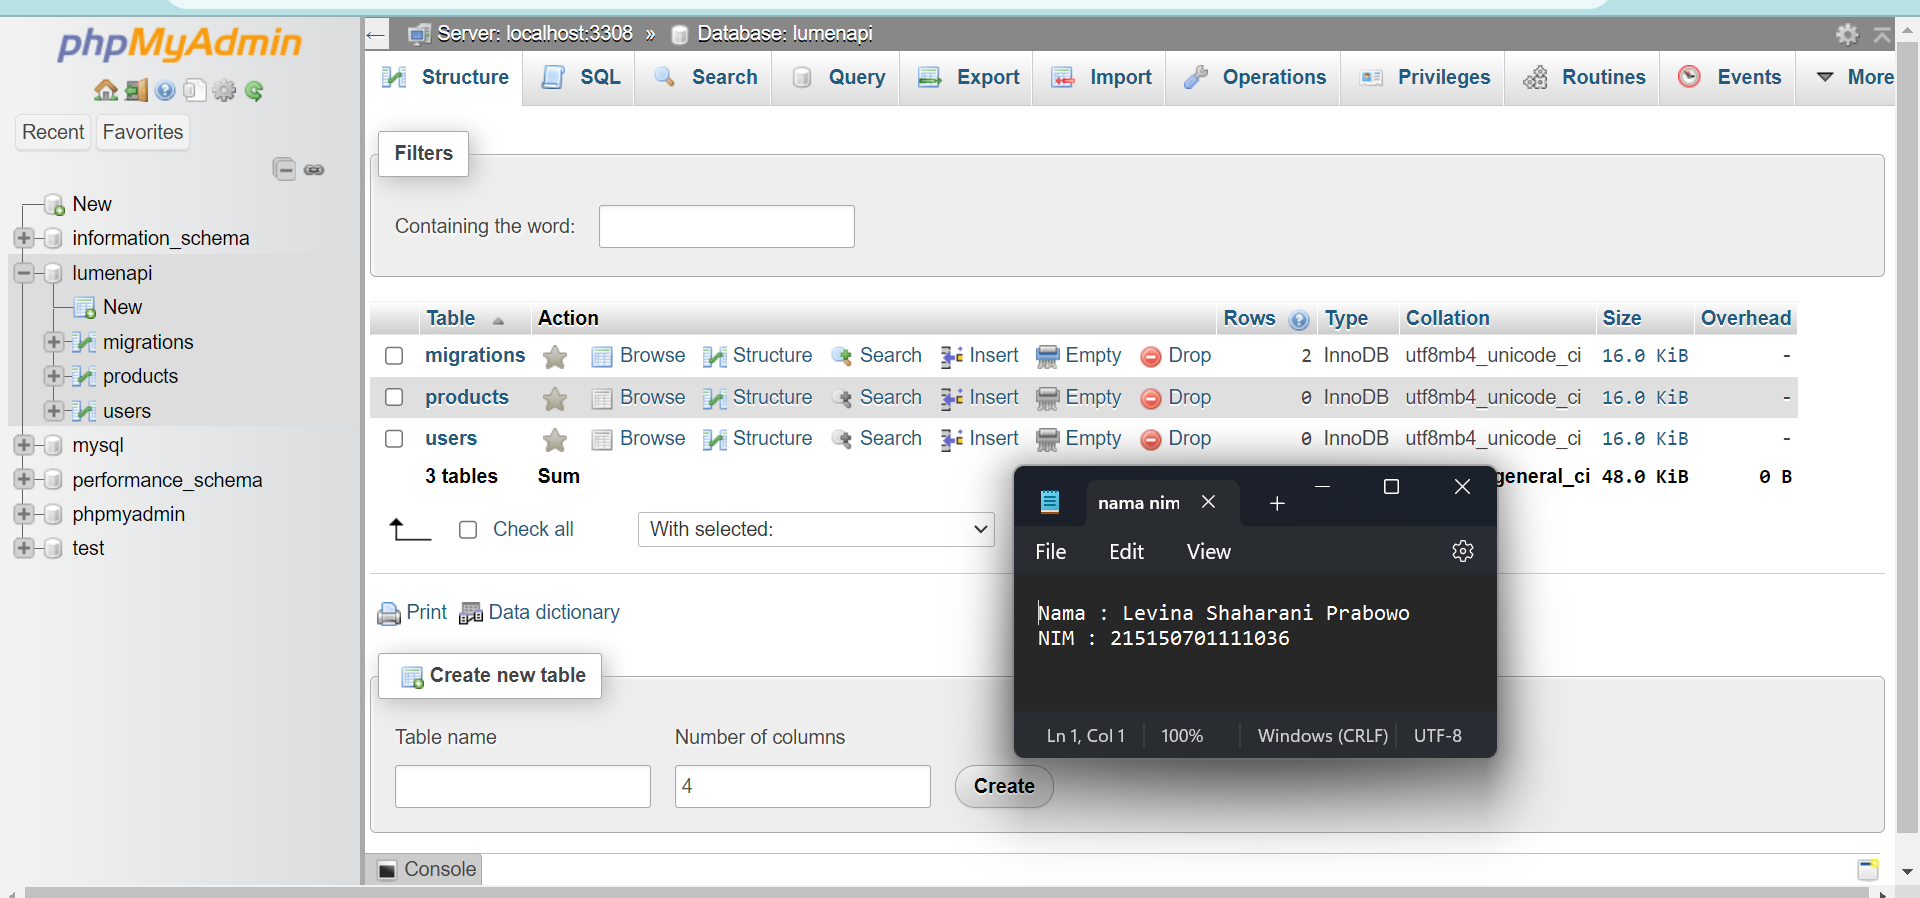 phpMyAdmin
Recent Favorites
New
information_schema
lumenapi
New
migrations
products
users
mysql
performance_schema
phpmyadmin
test
Server: localhost:3308 » Database: lumenapi
Structure SQL Search Query Export Import Operations Privileges Routines Events More
Filters
Containing the word:
Table Action Rows Type Collation Size Overhead
migrations Browse Structure Search Insert Empty Drop 2 InnoDB utf8mb4_unicode_ci 16.0 KiB -
products Browse Structure Search Insert Empty Drop 0 InnoDB utf8mb4_unicode_ci 16.0 KiB -
users Browse Structure Search Insert Empty Drop 0 InnoDB utf8mb4_unicode_ci 16.0 KiB -
3 tables Sum general_ci 48.0 KiB 0 B
Check all With selected:
Print Data dictionary
Create new table
Table name Number of columns
4 Create
Console
nama nim
File Edit View
Nama : Levina Shaharani Prabowo
NIM : 215150701111036
Ln 1, Col 1 100% Windows (CRLF) UTF-8